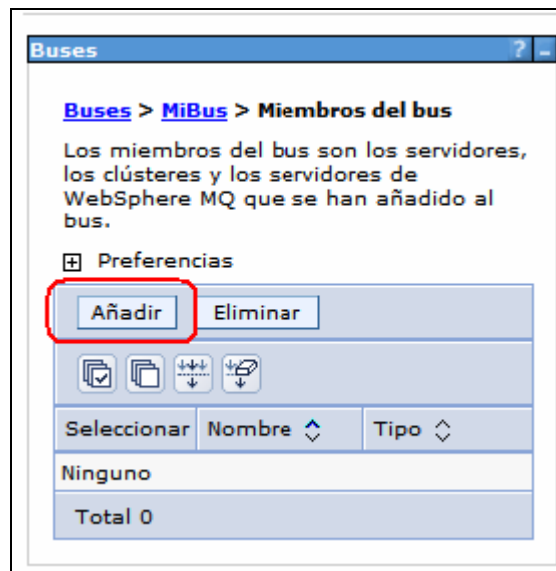 Buses ? -
Buses > MiBus > Miembros del bus
Los miembros del bus son los servidores,
los clústeres y los servidores de
WebSphere MQ que se han añadido al
bus.
Preferencias
Añadir Eliminar
Seleccionar Nombre Tipo
Ninguno
Total 0